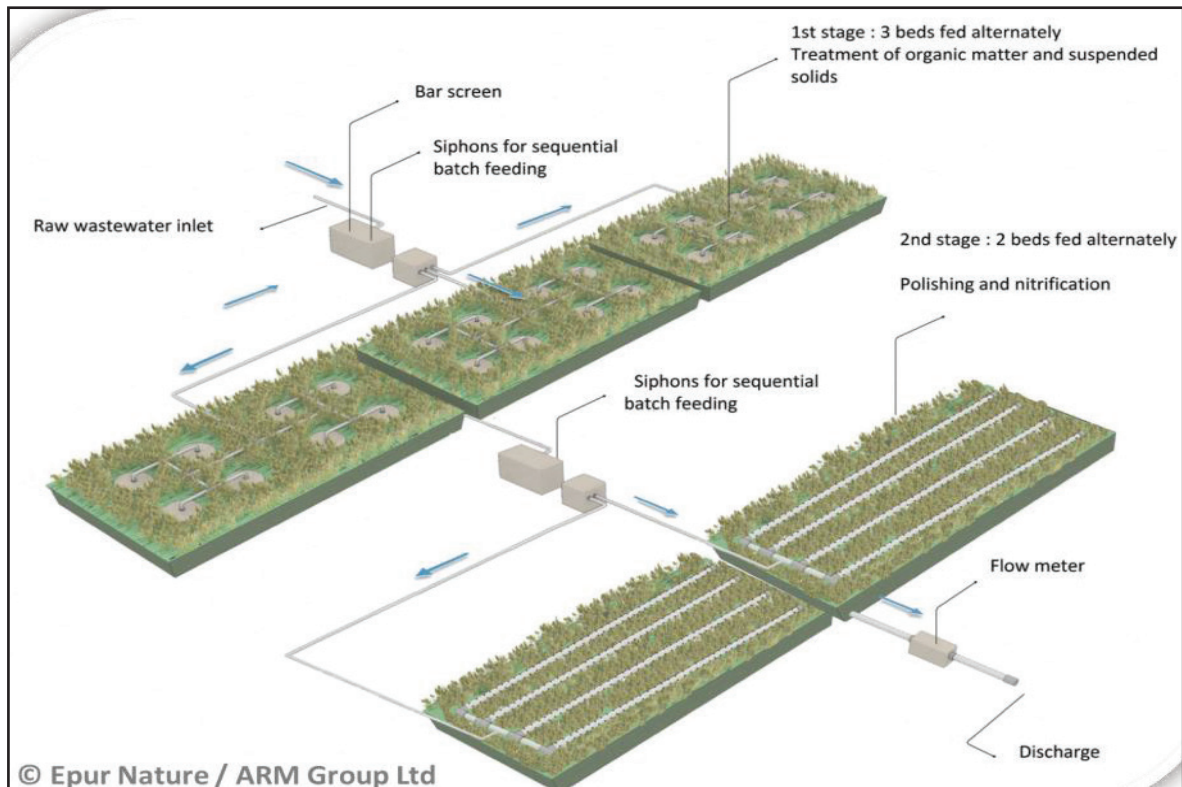 1st stage : 3 beds fed alternately
Treatment of organic matter and suspended
solids
Bar screen
Siphons for sequential
batch feeding
Raw wastewater inlet
2nd stage : 2 beds fed alternately
Polishing and nitrification
Siphons for sequential
batch feeding
Flow meter
Discharge
© Epur Nature / ARM Group Ltd